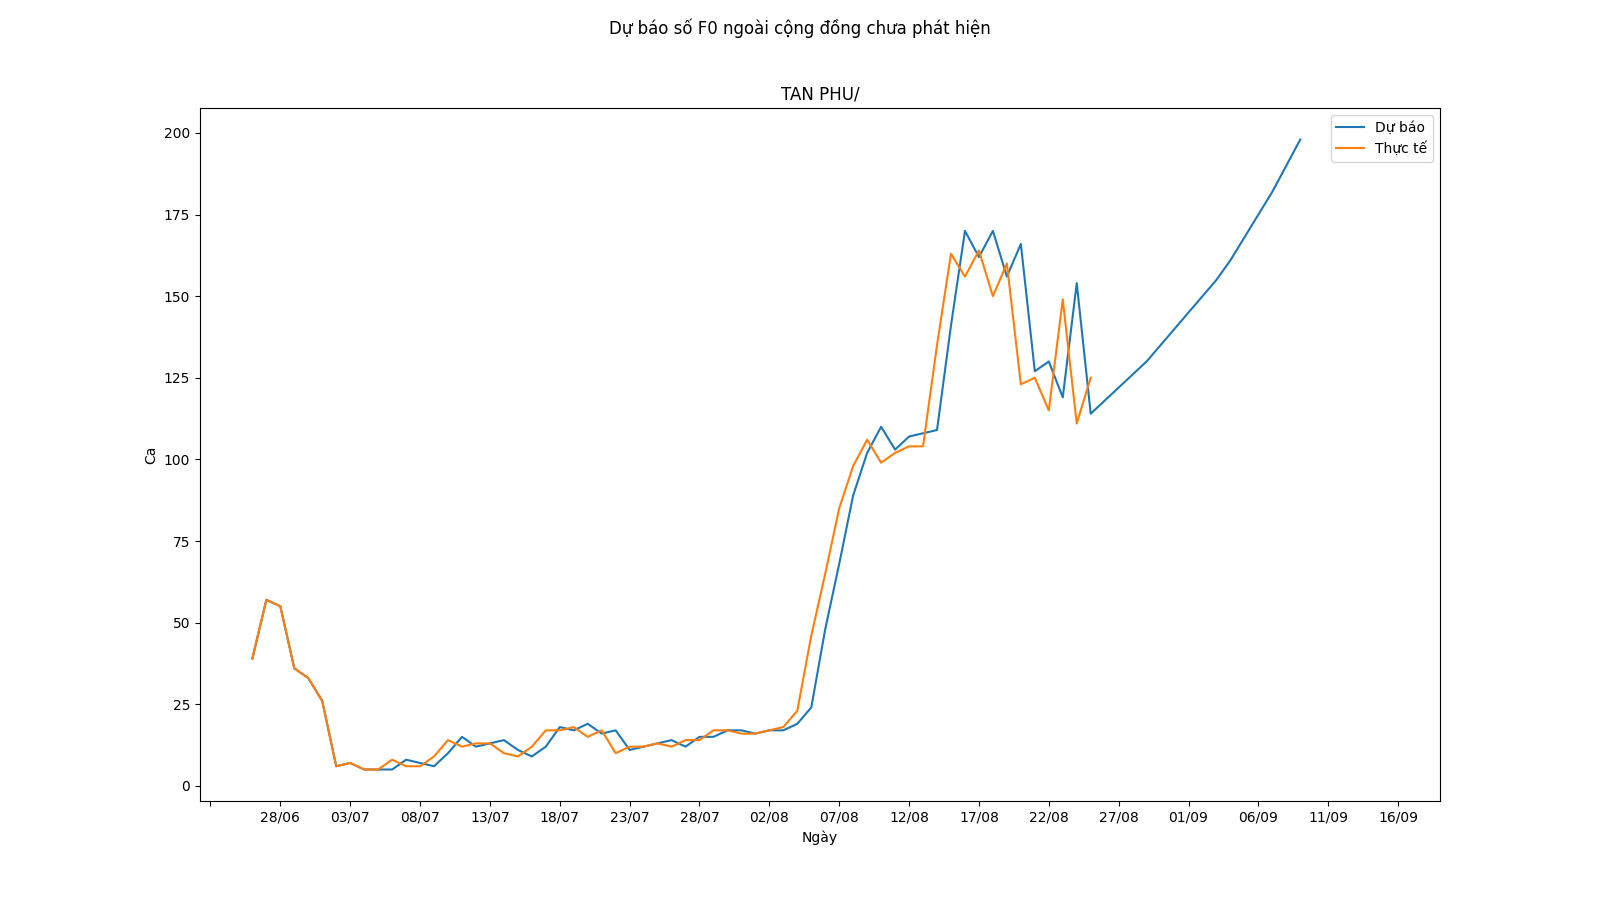 Dự báo số F0 ngoài cộng đồng chưa phát hiện
TAN PHU/
Dự báo
Thực tế
200
175
150
125
100
75
50
25
0
Ca
28/06 03/07 08/07 13/07 18/07 23/07 28/07 02/08 07/08 12/08 17/08 22/08 27/08 01/09 06/09 11/09 16/09
Ngày